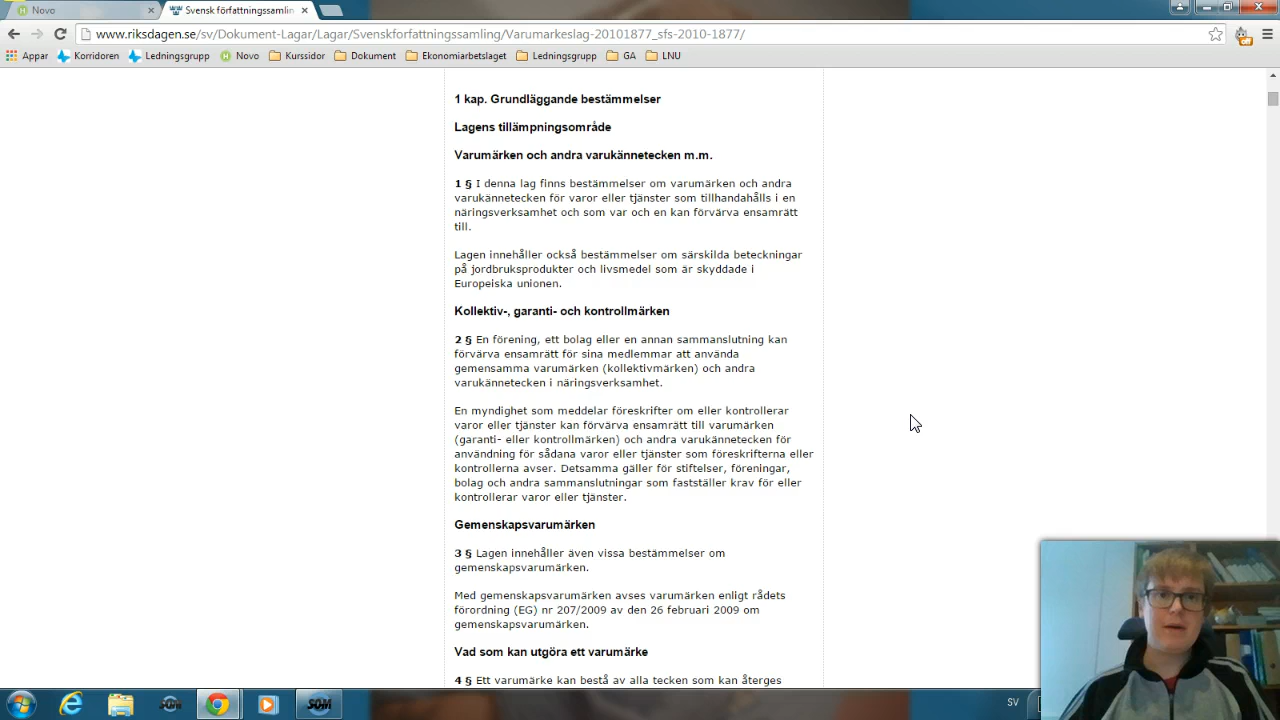 Novo
Svensk författningssamlin
www.riksdagen.se/sv/Dokument-Lagar/Lagar/Svenskforfattningssamling/Varumarkeslag-20101877_sfs-2010-1877/
Appar Korridoren Ledningsgrupp Novo Kurssidor Dokument Ekonomiarbetslaget Ledningsgrupp GA LNU
1 kap. Grundläggande bestämmelser
Lagens tillämpningsområde
Varumärken och andra varukännetecken m.m.
1 § I denna lag finns bestämmelser om varumärken och andra
varukännetecken för varor eller tjänster som tillhandahålls i en
näringsverksamhet och som var och en kan förvärva ensamrätt
till.
Lagen innehåller också bestämmelser om särskilda beteckningar
på jordbruksprodukter och livsmedel som är skyddade i
Europeiska unionen.
Kollektiv-, garanti- och kontrollmärken
2 § En förening, ett bolag eller en annan sammanslutning kan
förvärva ensamrätt för sina medlemmar att använda
gemensamma varumärken (kollektivmärken) och andra
varukännetecken i näringsverksamhet.
En myndighet som meddelar föreskrifter om eller kontrollerar
varor eller tjänster kan förvärva ensamrätt till varumärken
(garanti- eller kontrollmärken) och andra varukännetecken för
användning för sådana varor eller tjänster som föreskrifterna eller
kontrollerna avser. Detsamma gäller för stiftelser, föreningar,
bolag och andra sammanslutningar som fastställer krav för eller
kontrollerar varor eller tjänster.
Gemenskapsvarumärken
3 § Lagen innehåller även vissa bestämmelser om
gemenskapsvarumärken.
Med gemenskapsvarumärken avses varumärken enligt rådets
förordning (EG) nr 207/2009 av den 26 februari 2009 om
gemenskapsvarumärken.
Vad som kan utgöra ett varumärke
4 § Ett varumärke kan bestå av alla tecken som kan återges
SOM SOM SV